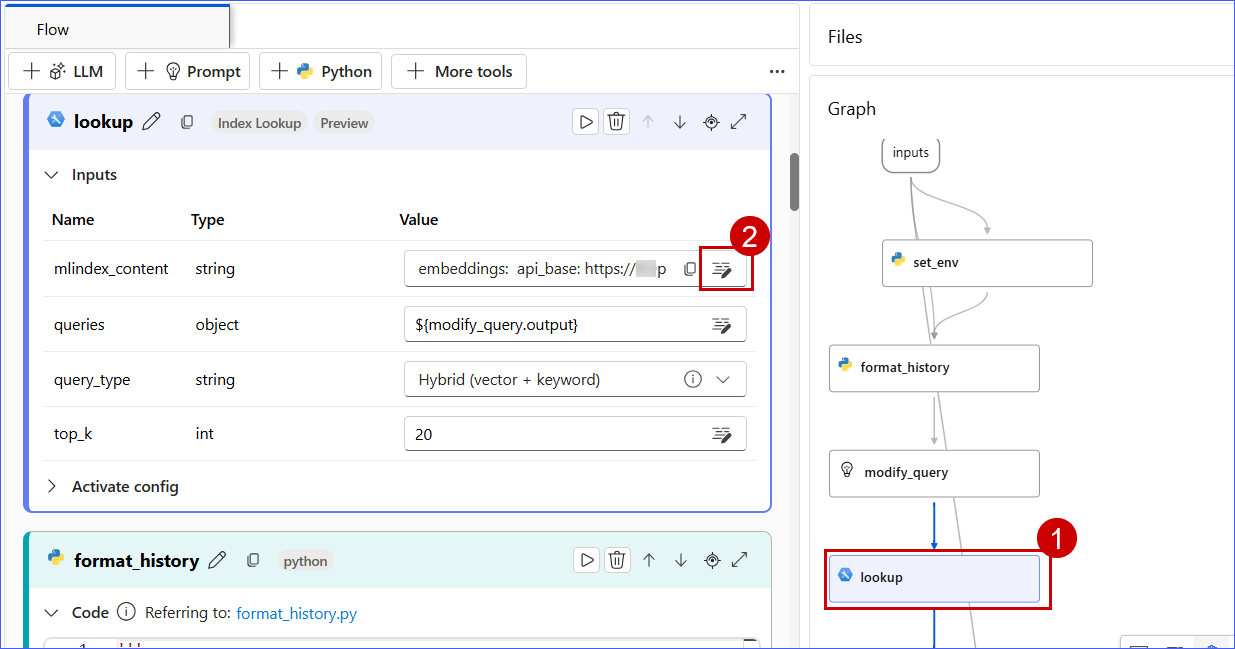 Flow
LLM Prompt Python More tools
lookup Index Lookup Preview
Inputs
Name Type Value
mlindex_content string embeddings: api_base: https:// p
2
queries object ${modify_query.output}
query_type string Hybrid (vector + keyword)
top_k int 20
Activate config
format_history python
Code Referring to: format_history.py
1 '''
Files
Graph
inputs
set_env
format_history
modify_query
1
lookup